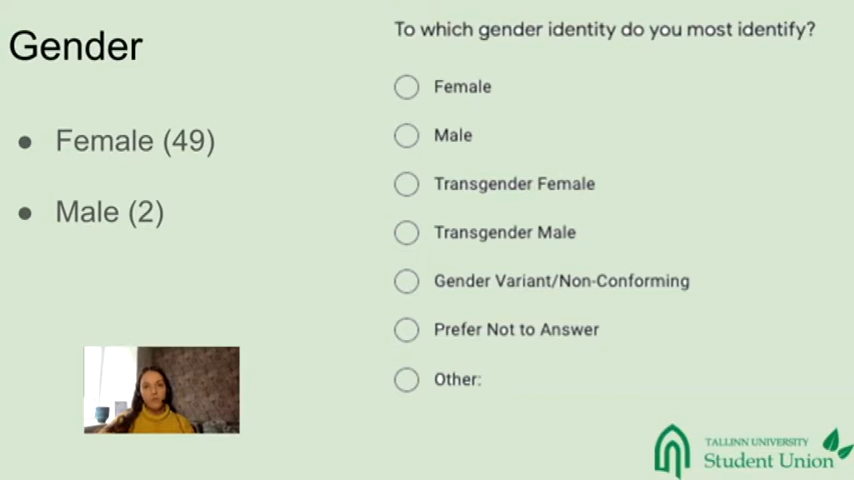 Gender
● Female (49)
● Male (2)
To which gender identity do you most identify?
Female
Male
Transgender Female
Transgender Male
Gender Variant/Non-Conforming
Prefer Not to Answer
Other:
TALLINN UNIVERSITY
Student Union